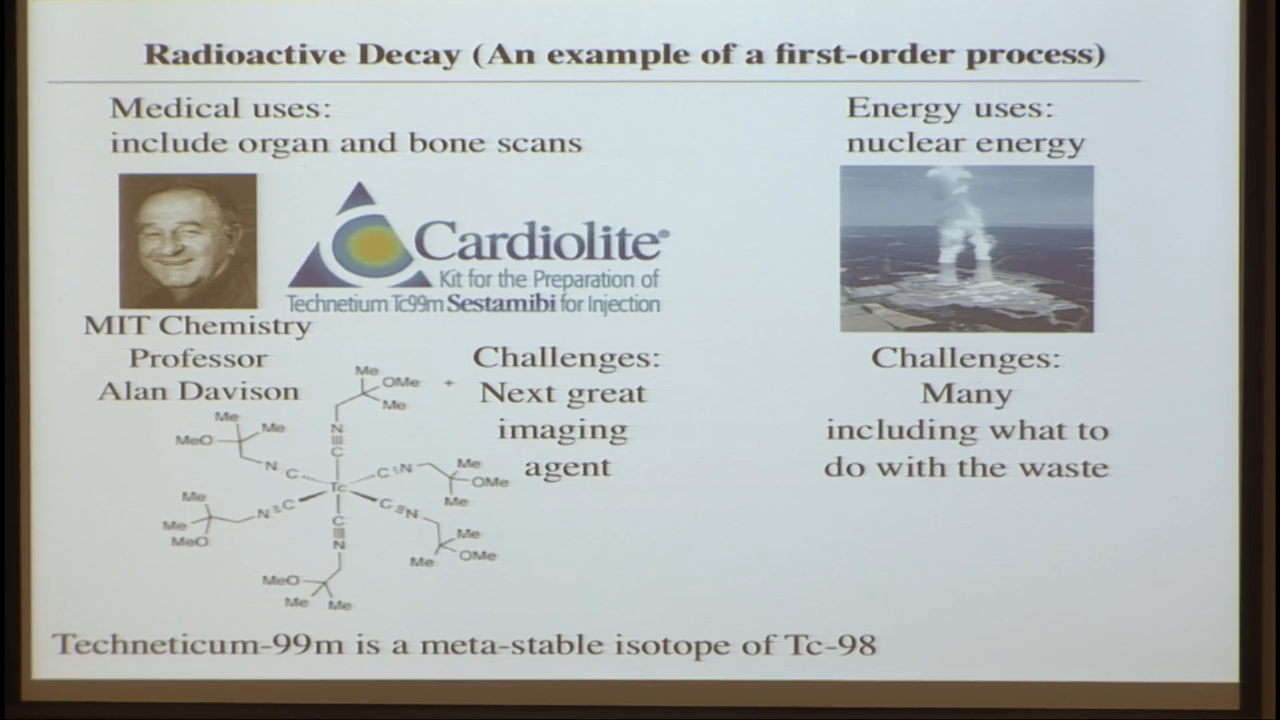 Radioactive Decay (An example of a first-order process)
Medical uses:
include organ and bone scans
Energy uses:
nuclear energy
Cardiolite®
Kit for the Preparation of
Technetium Tc99m Sestamibi for Injection
MIT Chemistry
Professor
Alan Davison
Challenges:
Next great
imaging
agent
Challenges:
Many
including what to
do with the waste
Me
OMe
+
Me
N
C
Me
Me
MeO
N
C
C≡N
Me
OMe
Me
Tc
Me
Me
MeO
N≡C
C≡N
Me
OMe
Me
C
N
MeO
Me
Me
Techneticum-99m is a meta-stable isotope of Tc-98